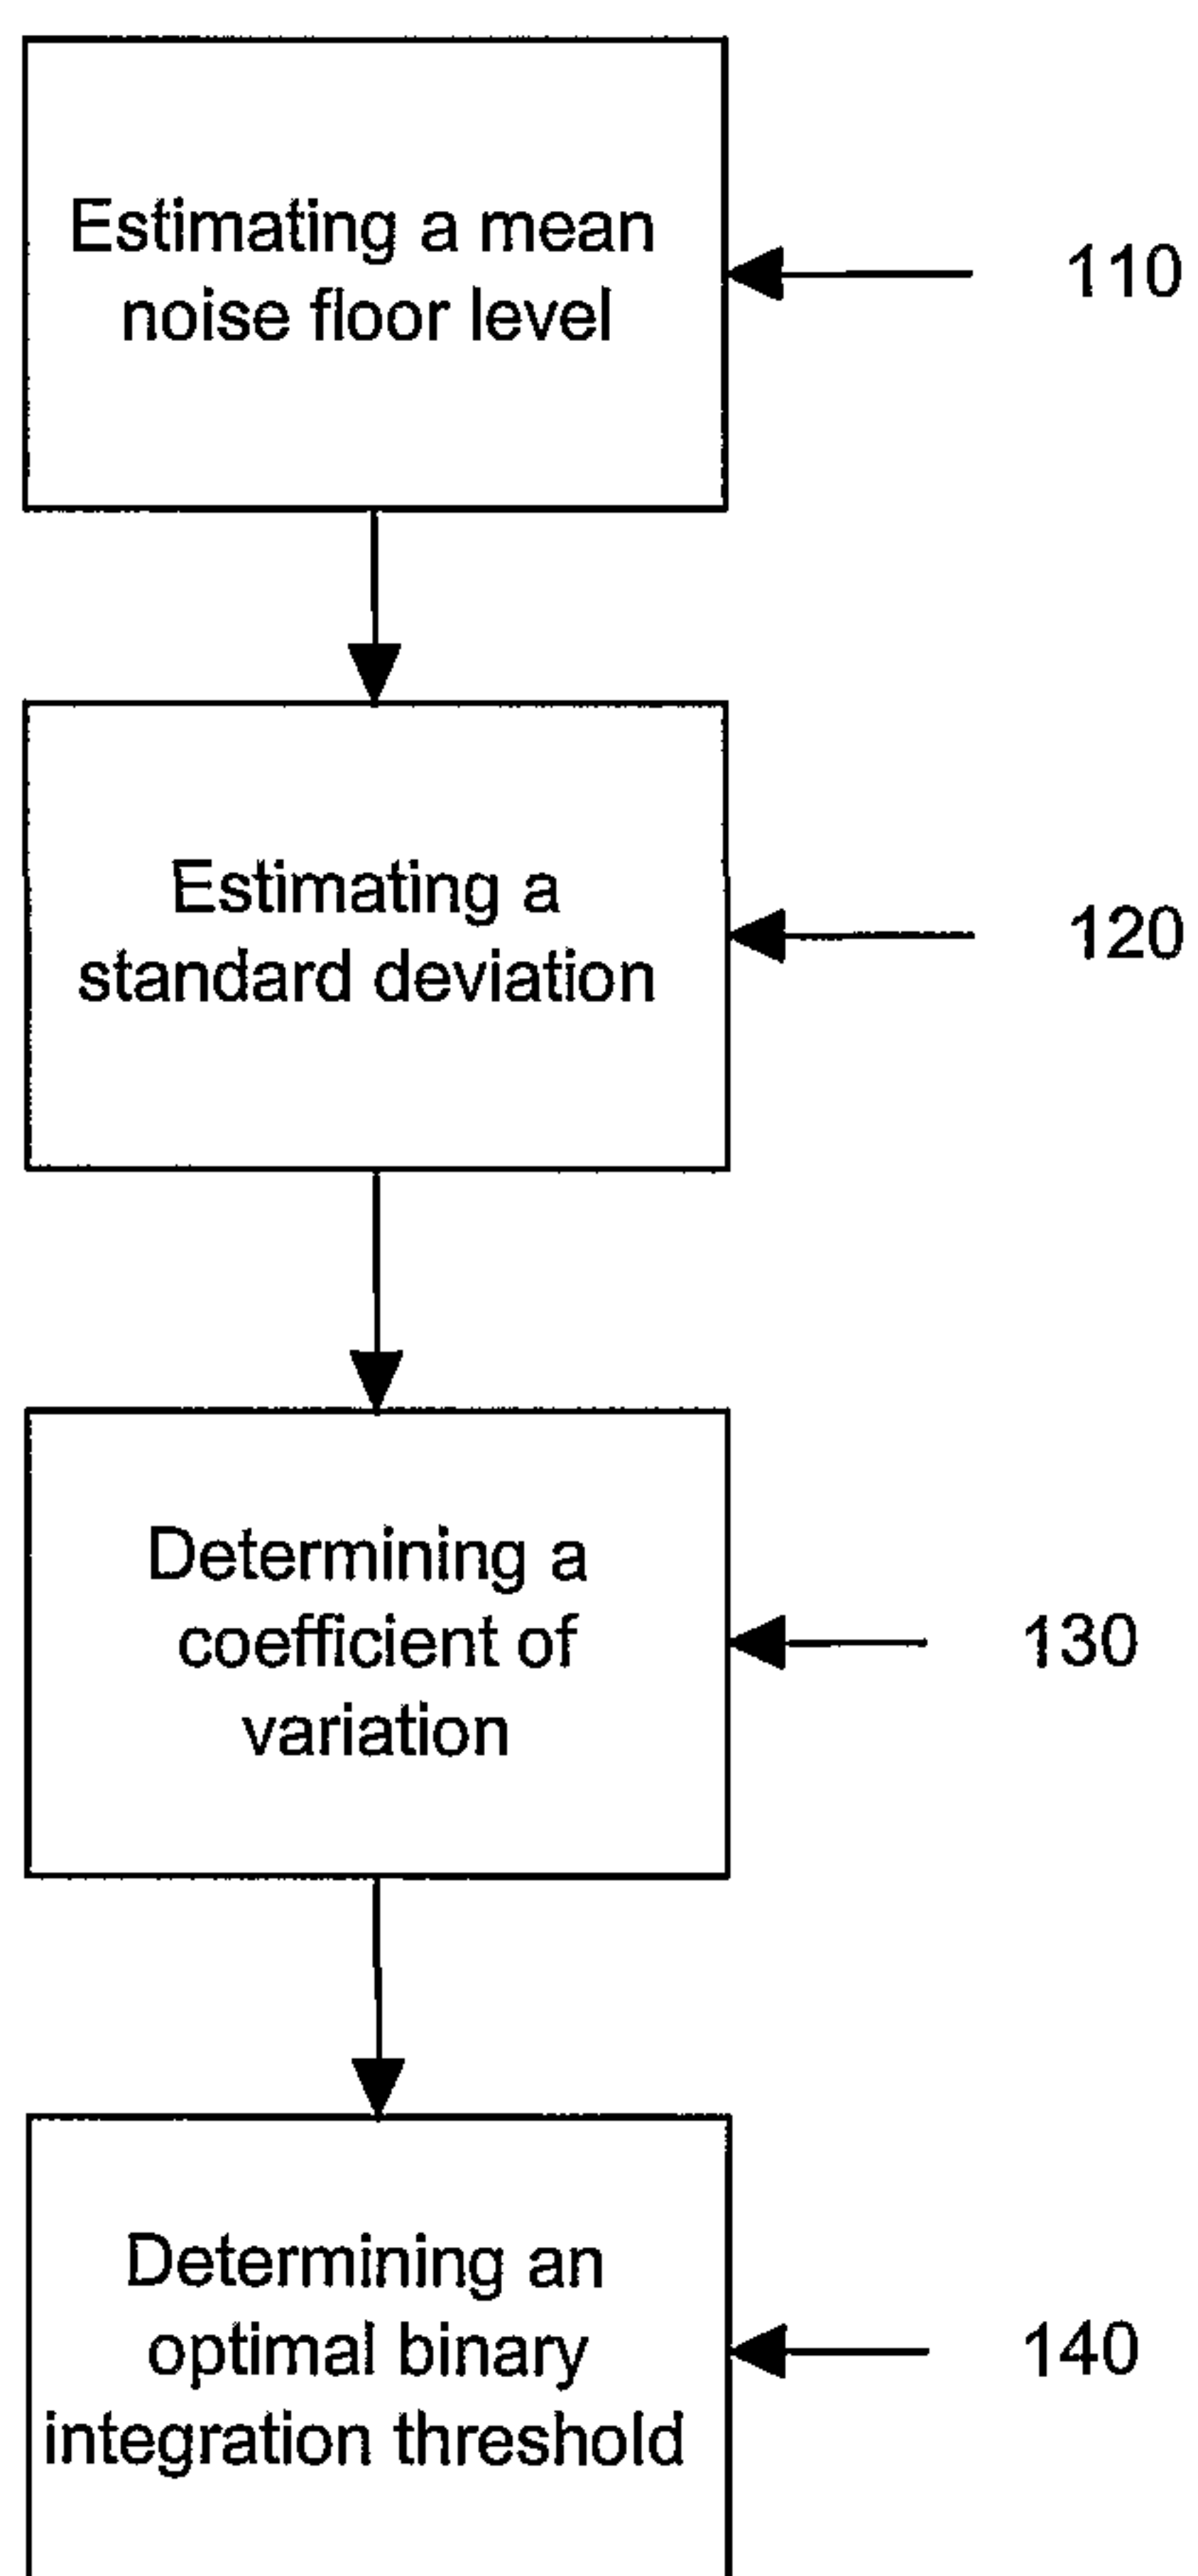 Estimating a mean
noise floor level
110
Estimating a
standard deviation
120
Determining a
coefficient of
variation
130
Determining an
optimal binary
integration threshold
140